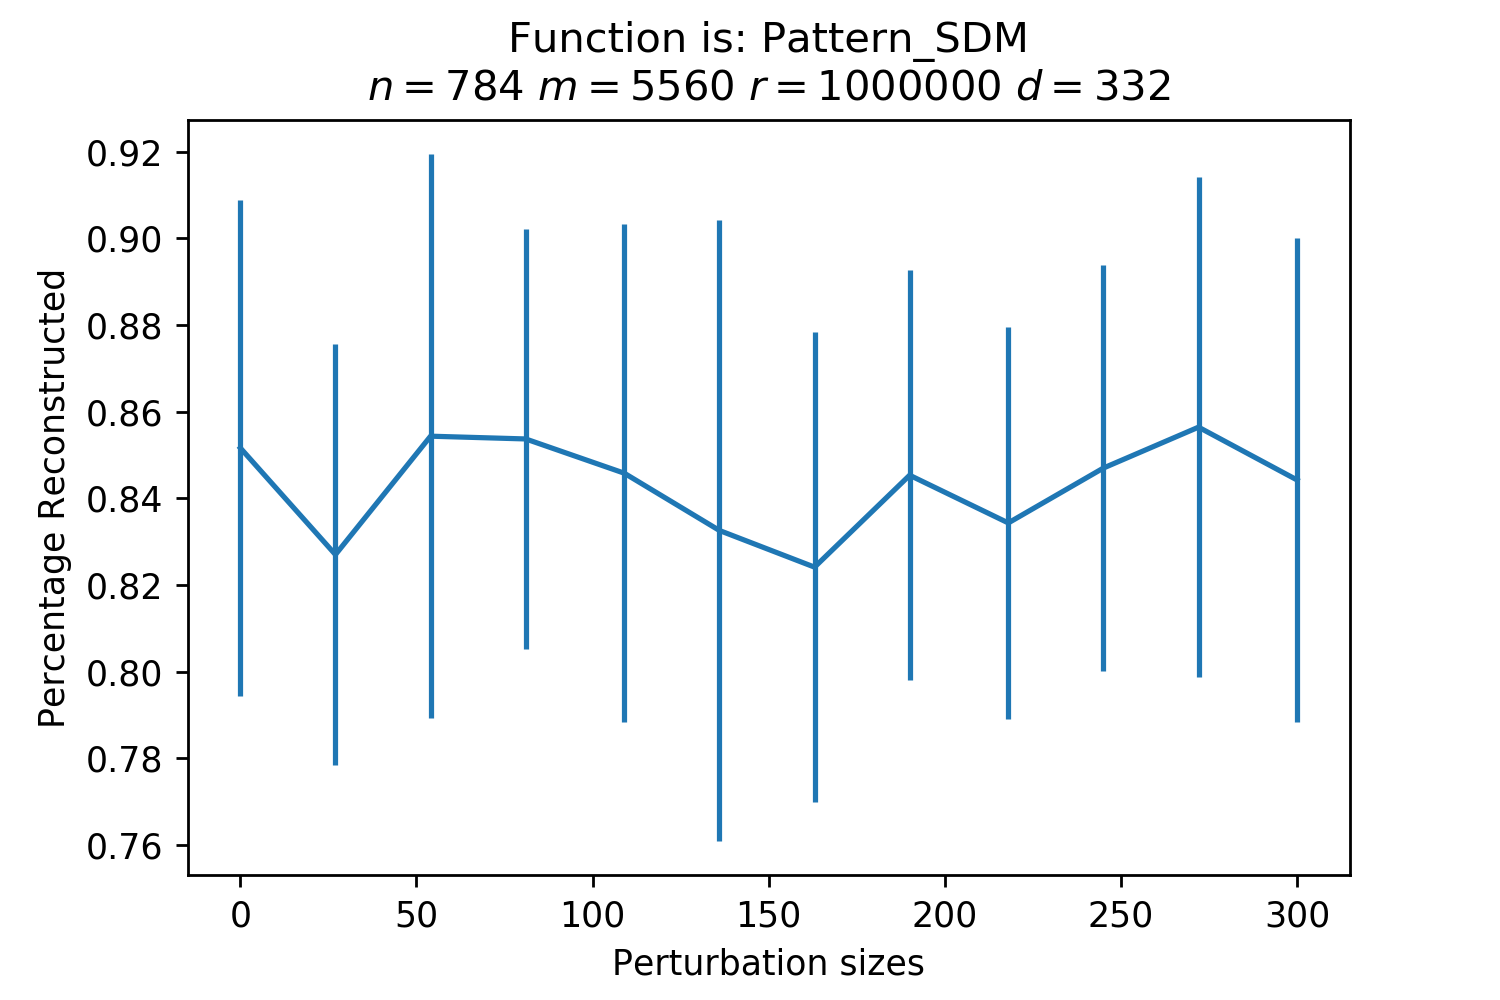 Function is: Pattern_SDM
n = 784 m = 5560 r = 1000000 d = 332
0.92
0.90
0.88
0.86
0.84
0.82
0.80
0.78
0.76
Percentage Reconstructed
0 50 100 150 200 250 300
Perturbation sizes